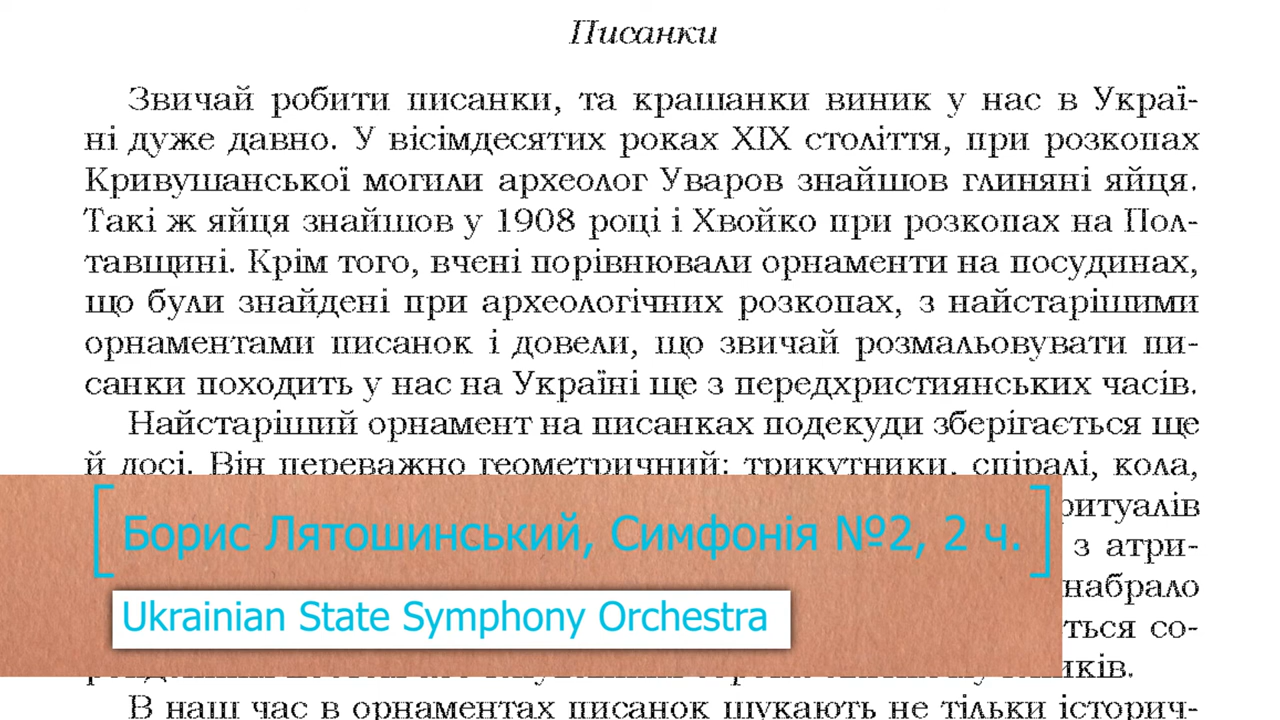 Писанки
Звичай робити писанки, та крашанки виник у нас в Украї-
ні дуже давно. У вісімдесятих роках XIX століття, при розкопах
Кривушанської могили археолог Уваров знайшов глиняні яйця.
Такі ж яйця знайшов у 1908 році і Хвойко при розкопах на Пол-
тавщині. Крім того, вчені порівнювали орнаменти на посудинах,
що були знайдені при археологічних розкопах, з найстарішими
орнаментами писанок і довели, що звичай розмальовувати пи-
санки походить у нас на Україні ще з передхристиянських часів.
Найстаріший орнамент на писанках подекуди зберігається ще
й досі. Він переважно геометричний: трикутники, спіралі, кола,
ритуалів
[Борис Лятошинський, Симфонія №2, 2 ч.]
з атри-
набрало
Ukrainian State Symphony Orchestra
ться со-
иків.
В наш час в орнаментах писанок шукають не тільки історич-